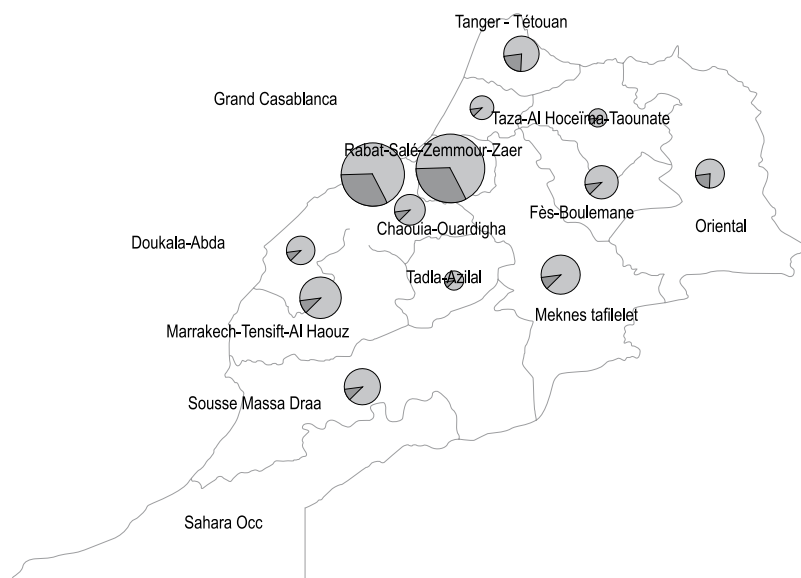 Tanger - Tétouan
Grand Casablanca
Taza-Al Hoceïma-Taounate
Rabat-Salé-Zemmour-Zaer
Fès-Boulemane
Oriental
Chaouia-Ouardigha
Doukala-Abda
Tadla-Azilal
Meknes tafilelet
Marrakech-Tensift-Al Haouz
Sousse Massa Draa
Sahara Occ